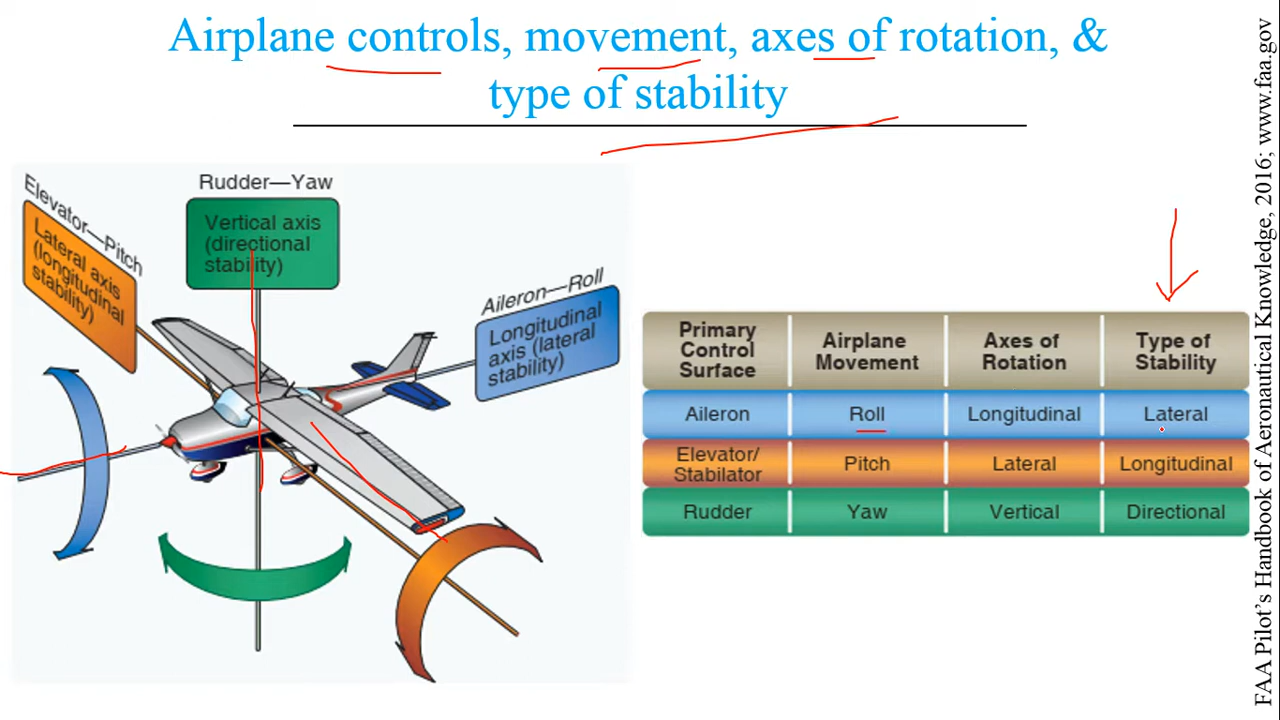 Airplane controls, movement, axes of rotation, &
type of stability
Elevator—Pitch
Lateral axis
(longitudinal
stability)
Rudder—Yaw
Vertical axis
(directional
stability)
Aileron—Roll
Longitudinal
axis (lateral
stability)
Primary
Control
Surface
Airplane
Movement
Axes of
Rotation
Type of
Stability
Aileron
Roll
Longitudinal
Lateral
Elevator/
Stabilator
Pitch
Lateral
Longitudinal
Rudder
Yaw
Vertical
Directional
FAA Pilot’s Handbook of Aeronautical Knowledge, 2016; www.faa.gov